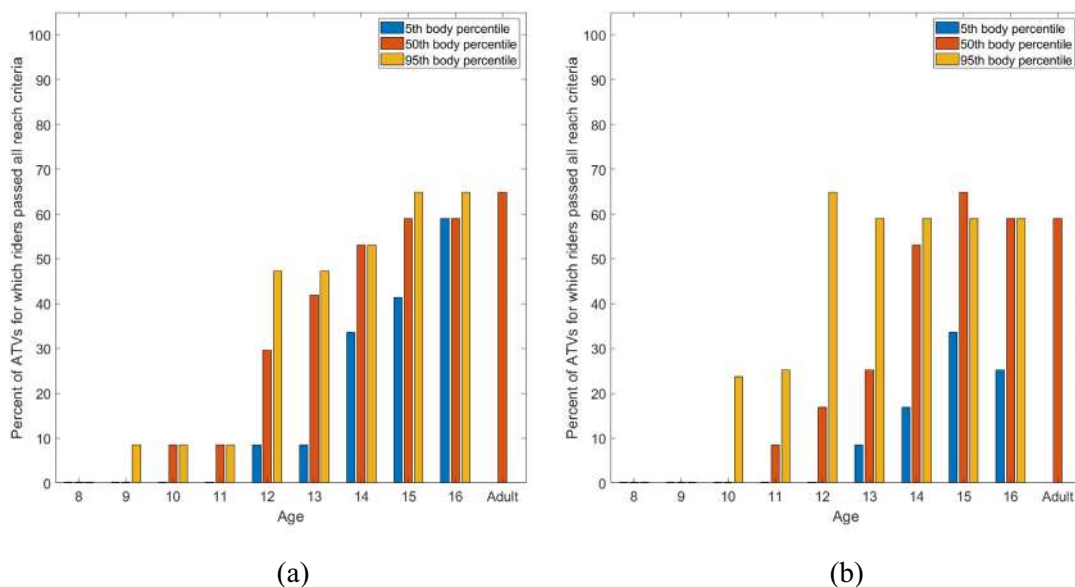 100
90
80
70
60
50
40
30
20
10
0
Percent of ATVs for which riders passed all reach criteria
5th body percentile
50th body percentile
95th body percentile
8 9 10 11 12 13 14 15 16 Adult
Age
(a)
100
90
80
70
60
50
40
30
20
10
0
Percent of ATVs for which riders passed all reach criteria
5th body percentile
50th body percentile
95th body percentile
8 9 10 11 12 13 14 15 16 Adult
Age
(b)